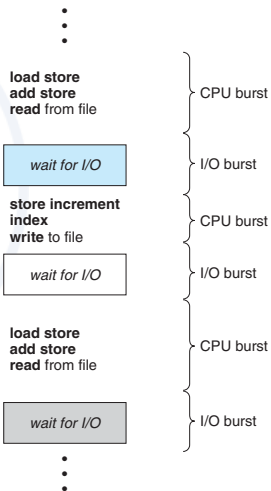 load store
add store
read from file
CPU burst
wait for I/O
I/O burst
store increment
index
write to file
CPU burst
wait for I/O
I/O burst
load store
add store
read from file
CPU burst
wait for I/O
I/O burst